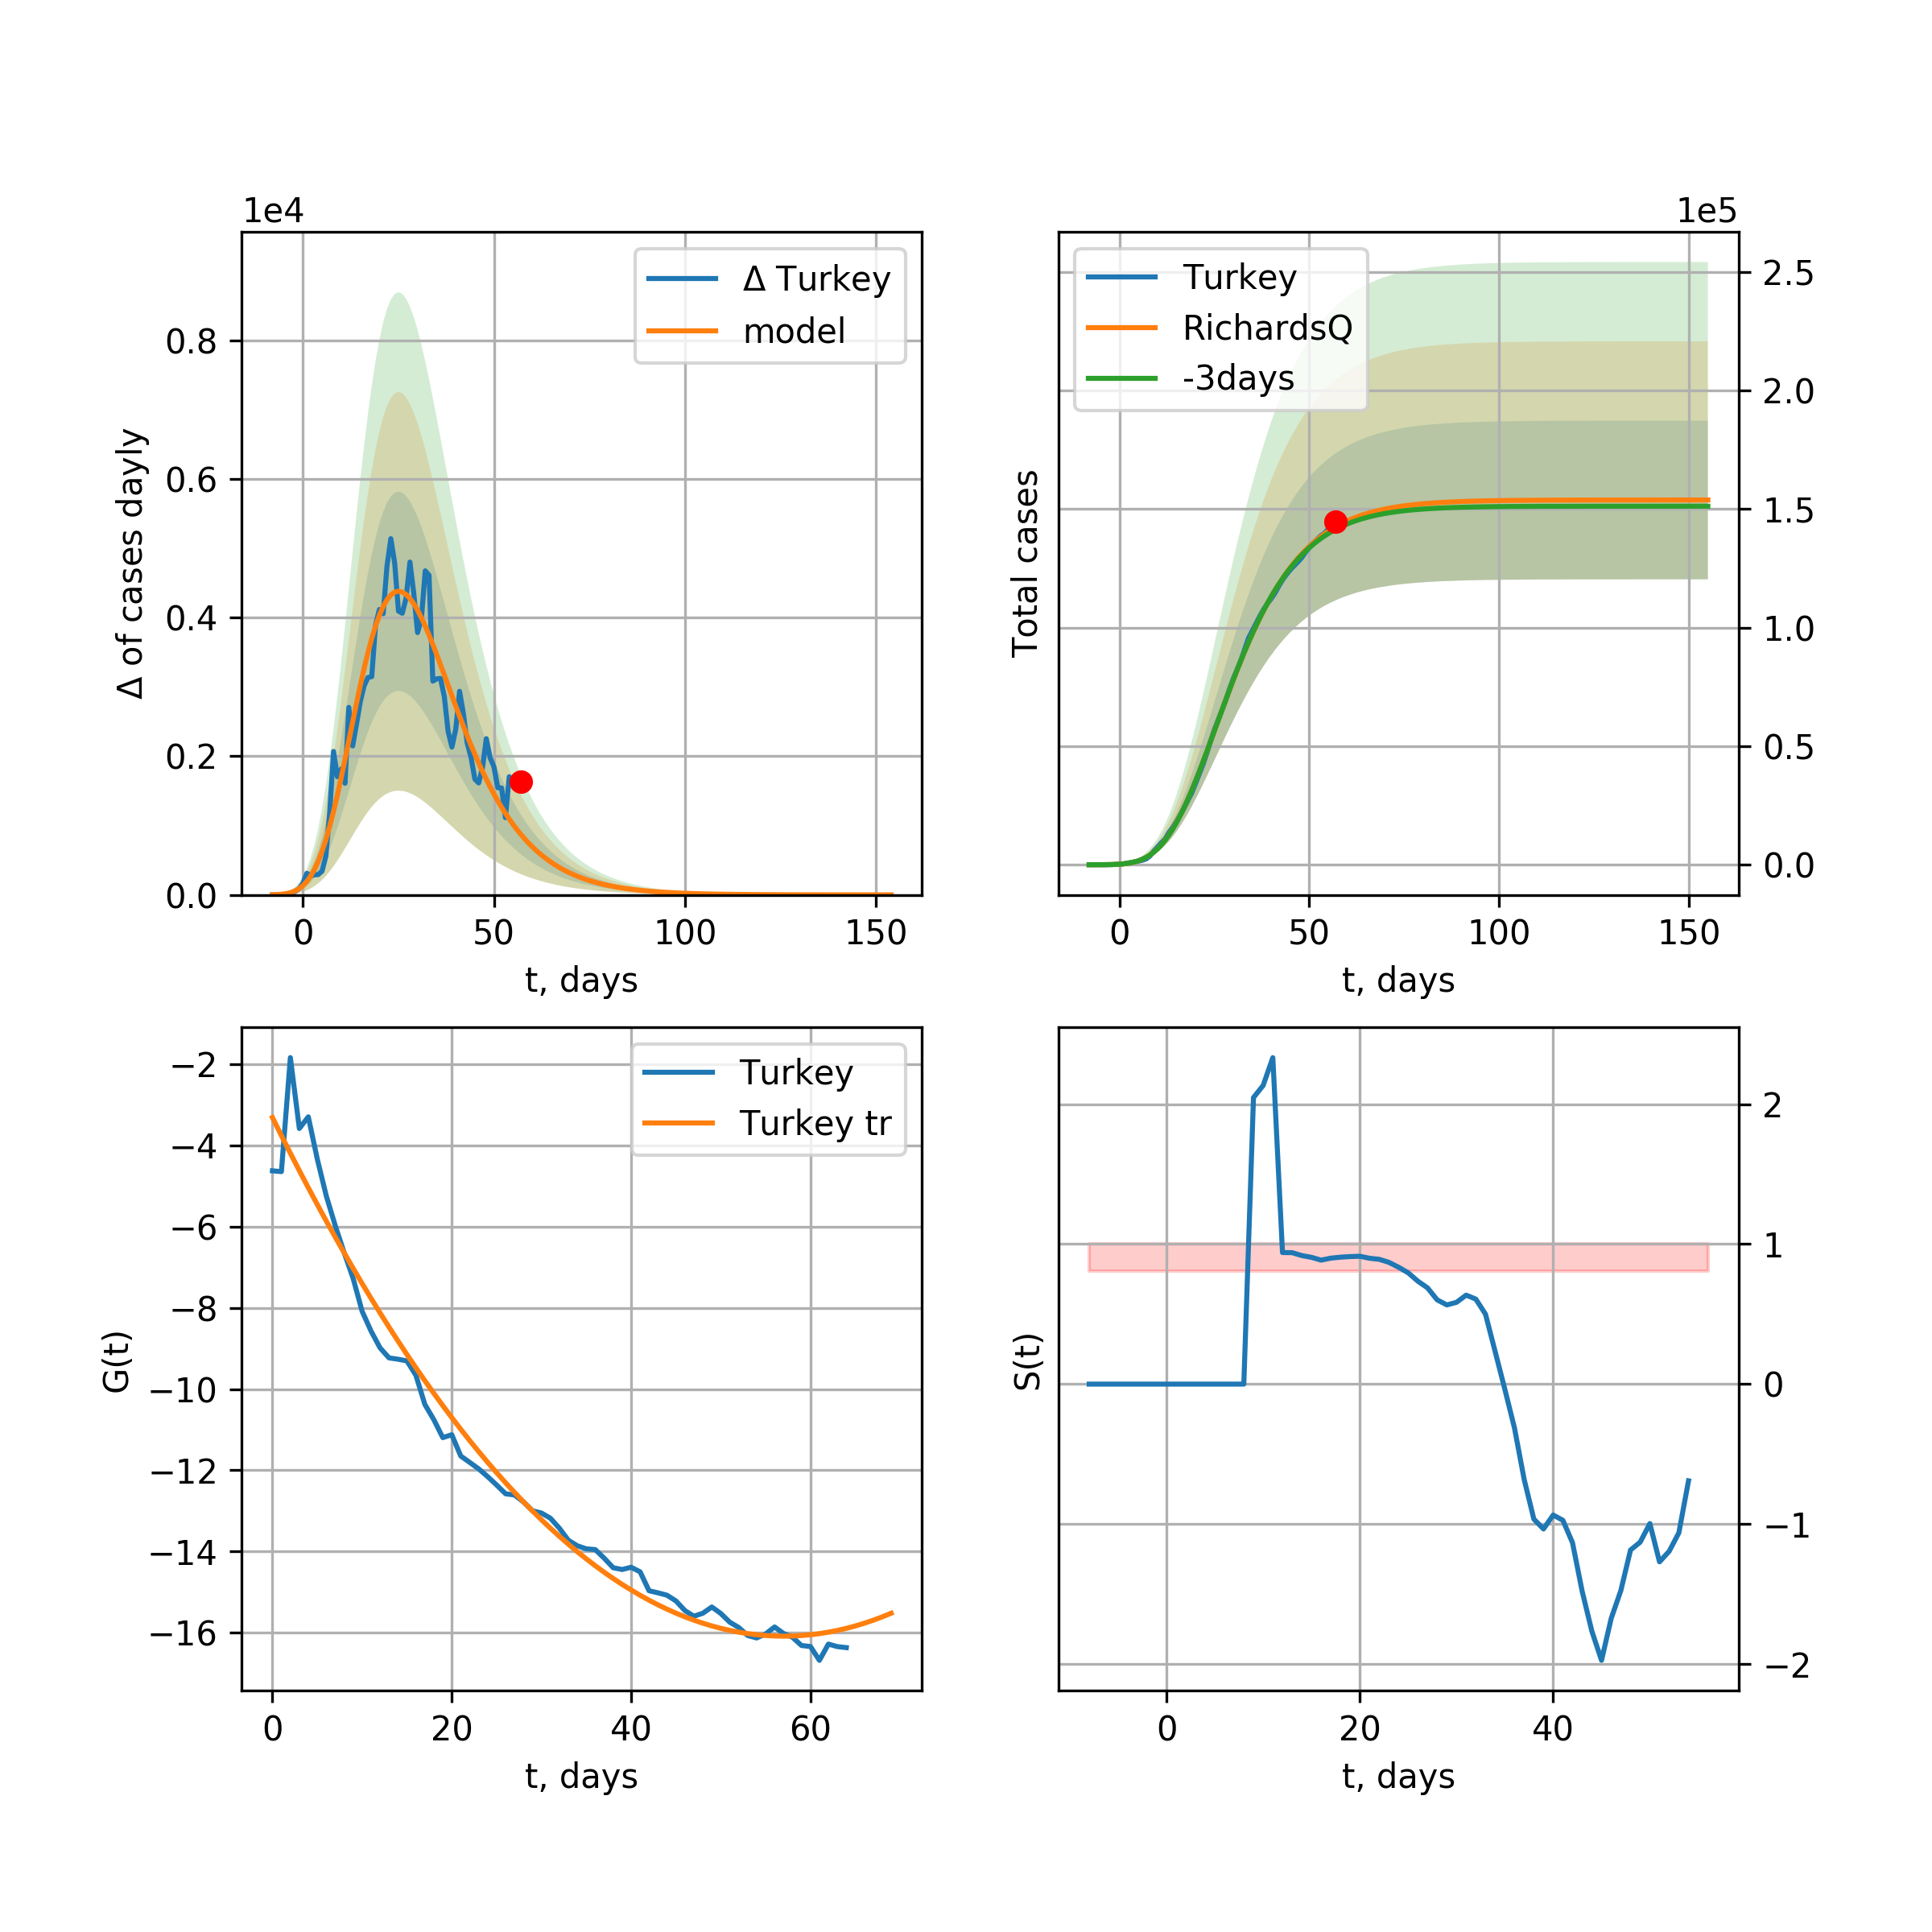 1e4
Δ of cases dayly
0.8
0.6
0.4
0.2
0.0
Δ Turkey
model
0 50 100 150
t, days
1e5
Total cases
Turkey
RichardsQ
-3days
2.5
2.0
1.5
1.0
0.5
0.0
0 50 100 150
t, days
G(t)
−2
−4
−6
−8
−10
−12
−14
−16
Turkey
Turkey tr
0 20 40 60
t, days
S(t)
2
1
0
−1
−2
0 20 40
t, days